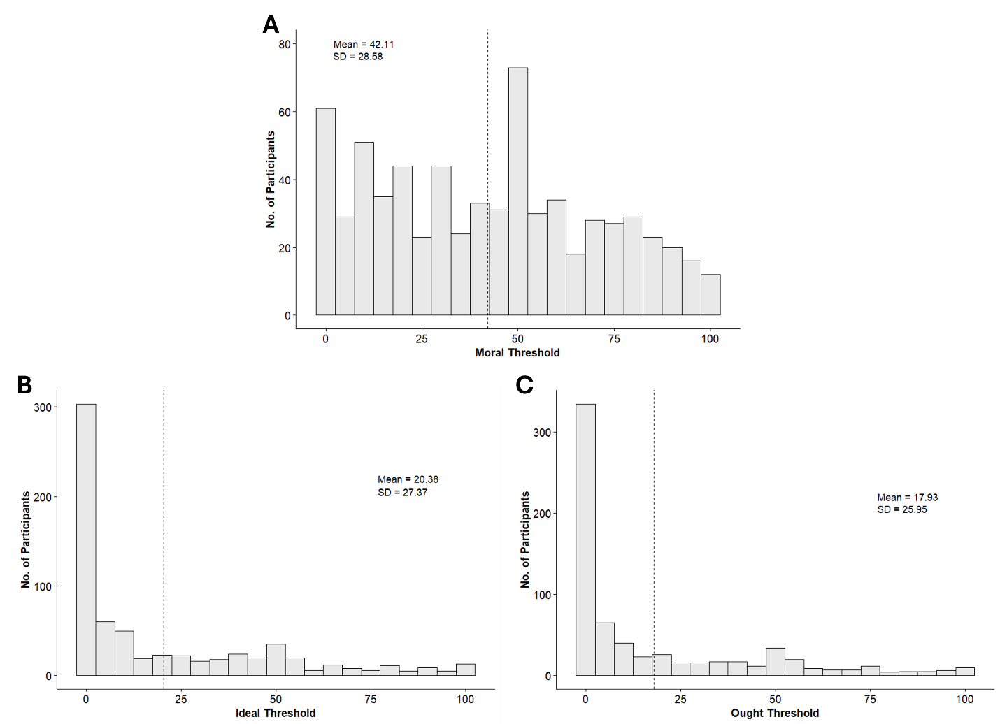 A
Mean = 42.11
SD = 28.58
80
60
40
20
0
No. of Participants
0 25 50 75 100
Moral Threshold
B
Mean = 20.38
SD = 27.37
300
200
100
0
No. of Participants
0 25 50 75 100
Ideal Threshold
C
Mean = 17.93
SD = 25.95
300
200
100
0
No. of Participants
0 25 50 75 100
Ought Threshold